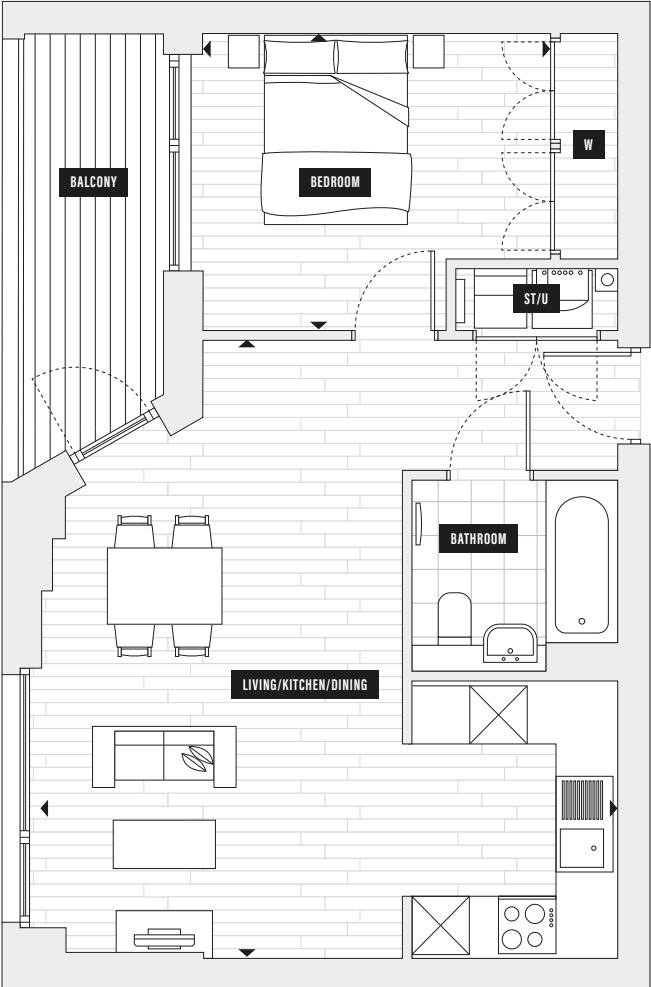 W
BALCONY
BEDROOM
ST/U
BATHROOM
LIVING/KITCHEN/DINING